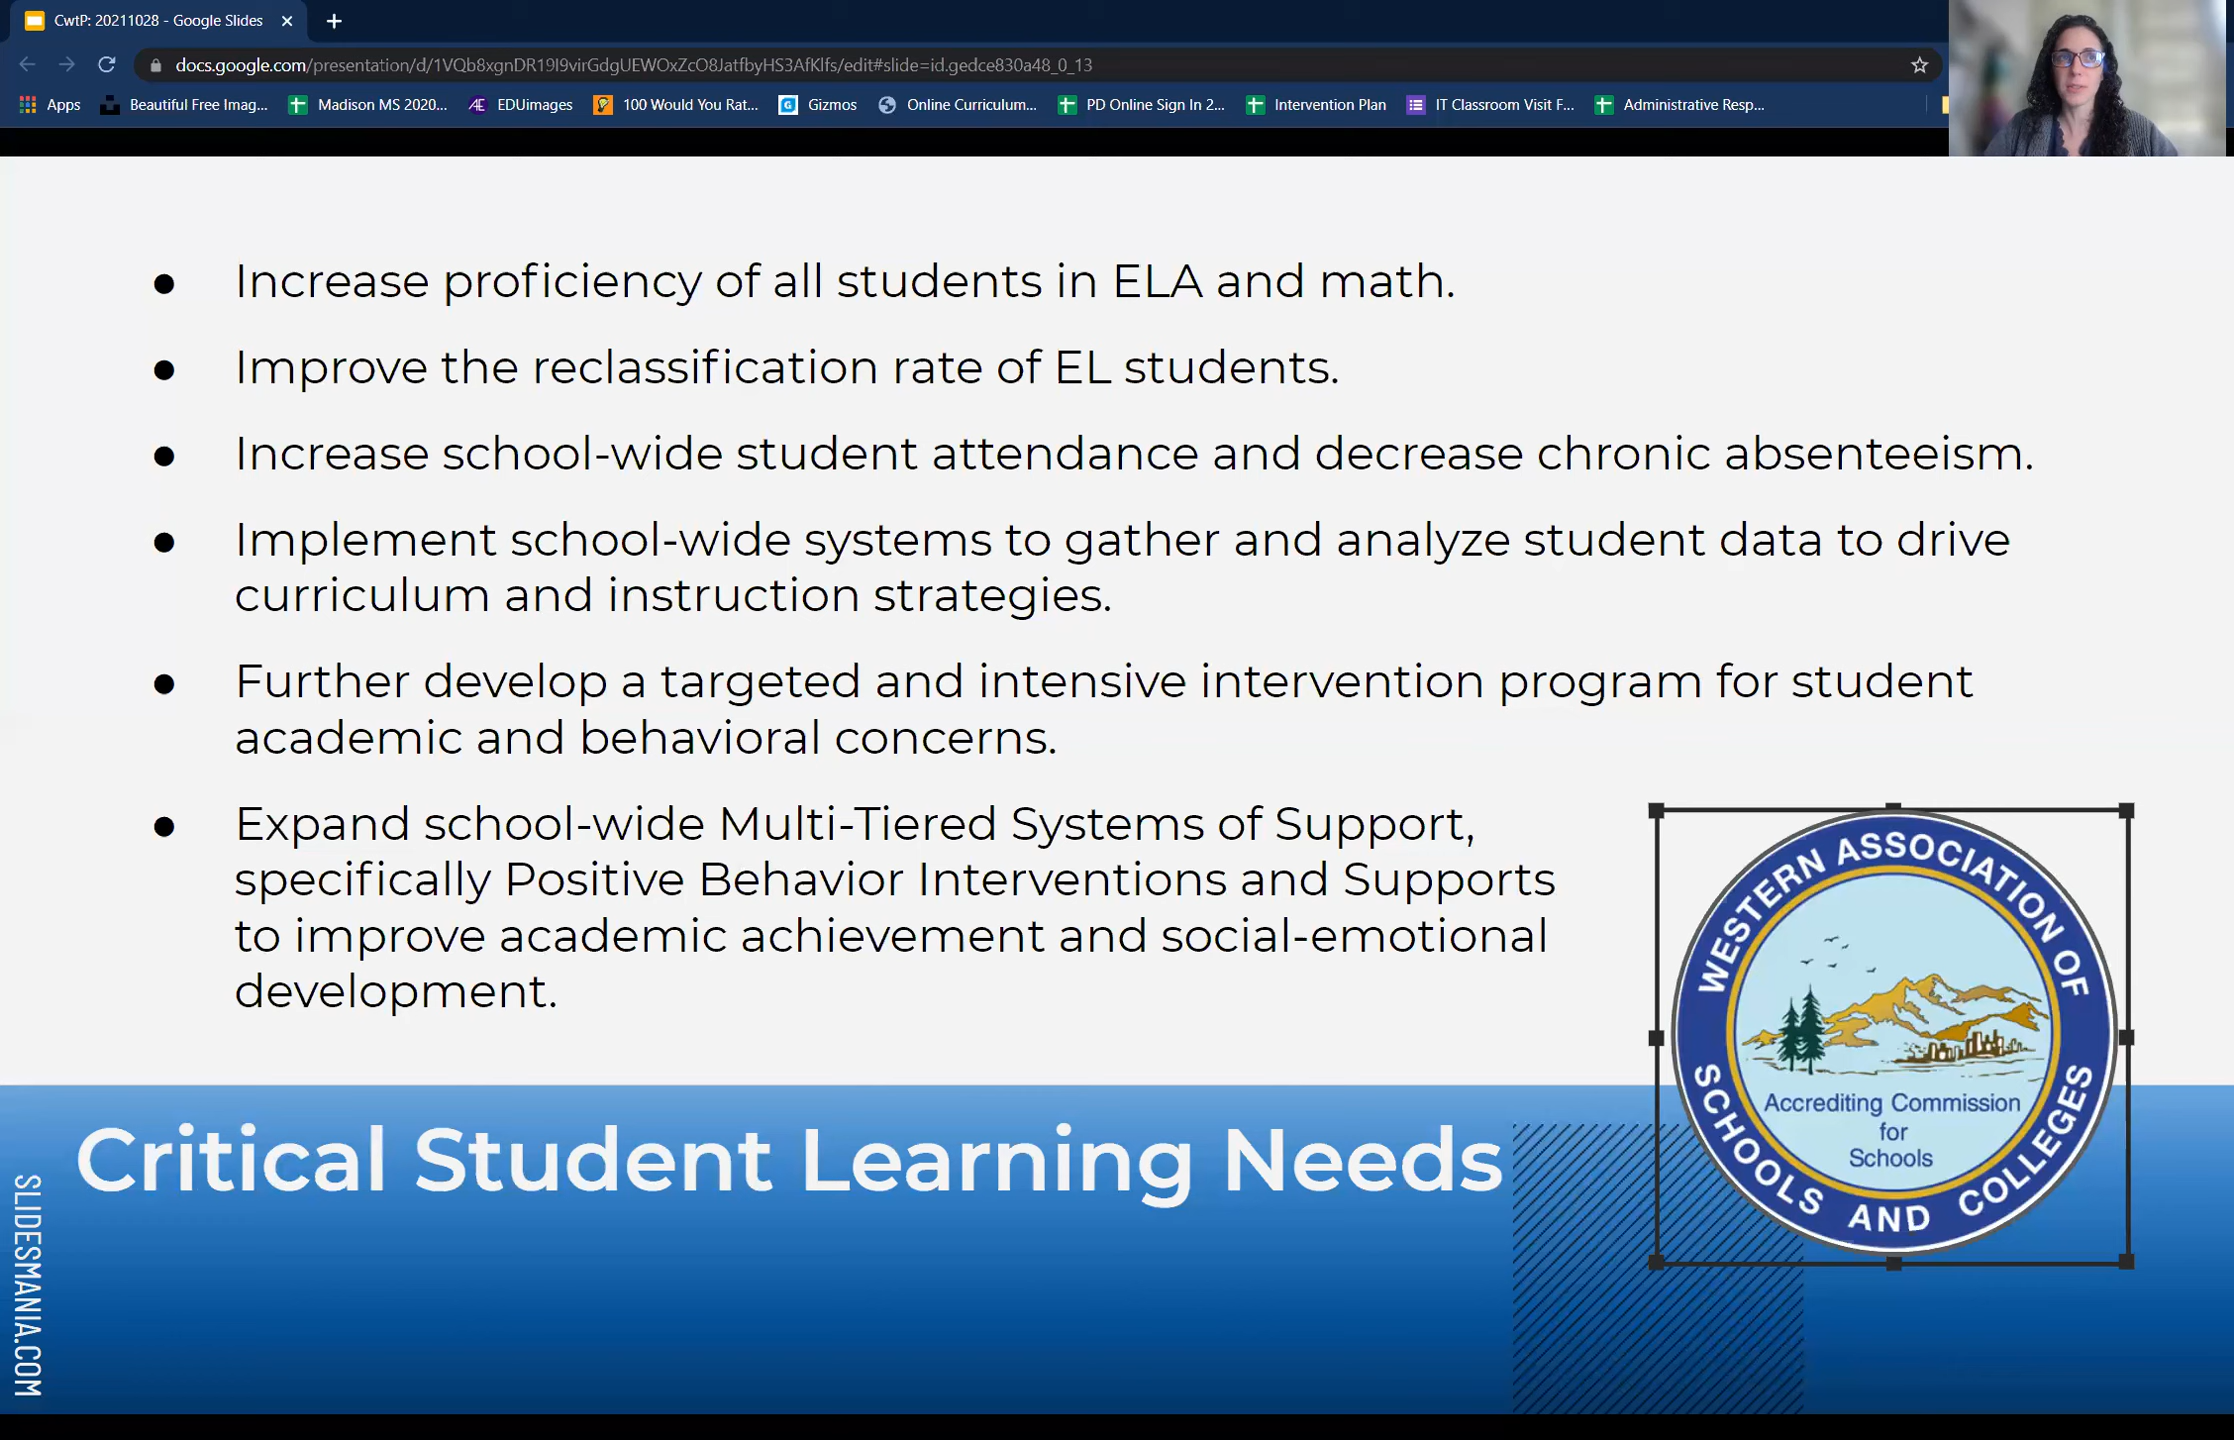 CwtP: 20211028 - Google Slides
docs.google.com/presentation/d/1VQb8xgnDR19I9virGdgUEWOxZcO8JatfbyHS3AfKlfs/edit#slide=id.gedce830a48_0_13
Apps Beautiful Free Imag... Madison MS 2020... EDUimages 100 Would You Rat... Gizmos Online Curriculum... PD Online Sign In 2... Intervention Plan IT Classroom Visit F... Administrative Resp...
● Increase proficiency of all students in ELA and math.
● Improve the reclassification rate of EL students.
● Increase school-wide student attendance and decrease chronic absenteeism.
● Implement school-wide systems to gather and analyze student data to drive
curriculum and instruction strategies.
● Further develop a targeted and intensive intervention program for student
academic and behavioral concerns.
● Expand school-wide Multi-Tiered Systems of Support,
specifically Positive Behavior Interventions and Supports
to improve academic achievement and social-emotional
development.
WESTERN ASSOCIATION OF
SCHOOLS AND COLLEGES
Accrediting Commission
for
Schools
Critical Student Learning Needs
SLIDESMANIA.COM